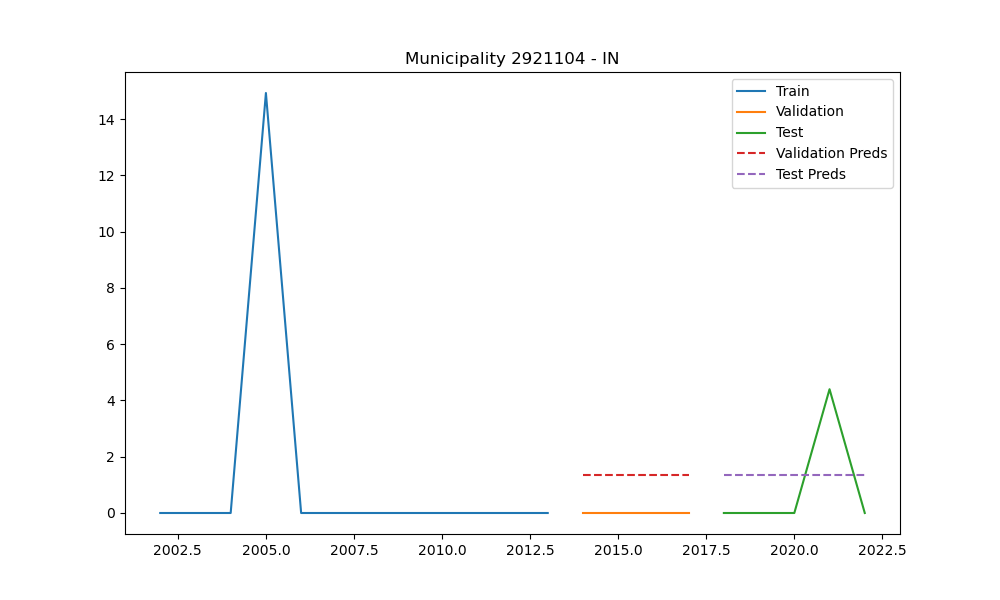 Municipality 2921104 - IN
Train
Validation
Test
Validation Preds
Test Preds
14
12
10
8
6
4
2
0
2002.5 2005.0 2007.5 2010.0 2012.5 2015.0 2017.5 2020.0 2022.5